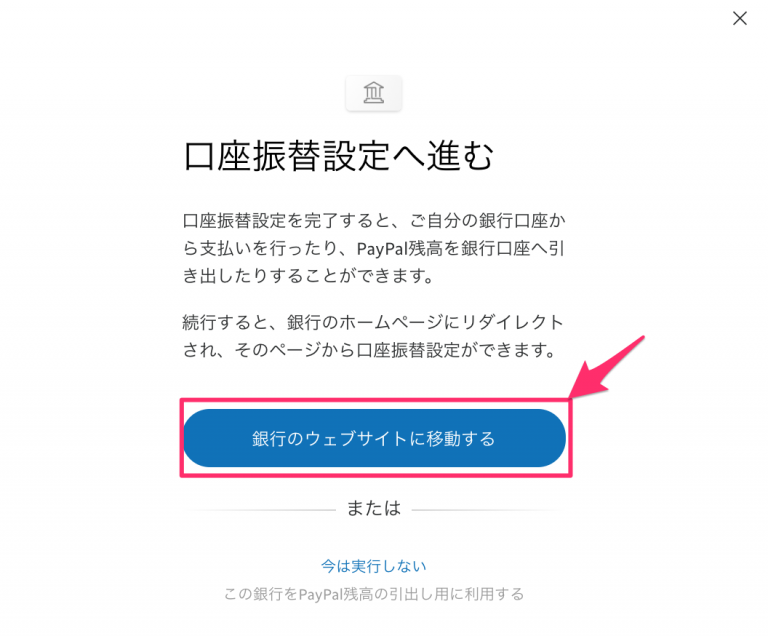 口座振替設定へ進む
口座振替設定を完了すると、ご自分の銀行口座か
ら支払いを行ったり、PayPal残高を銀行口座へ引
き出したりすることができます。
続行すると、銀行のホームページにリダイレクト
され、そのページから口座振替設定ができます。
銀行のウェブサイトに移動する
または
今は実行しない
この銀行をPayPal残高の引出し用に利用する